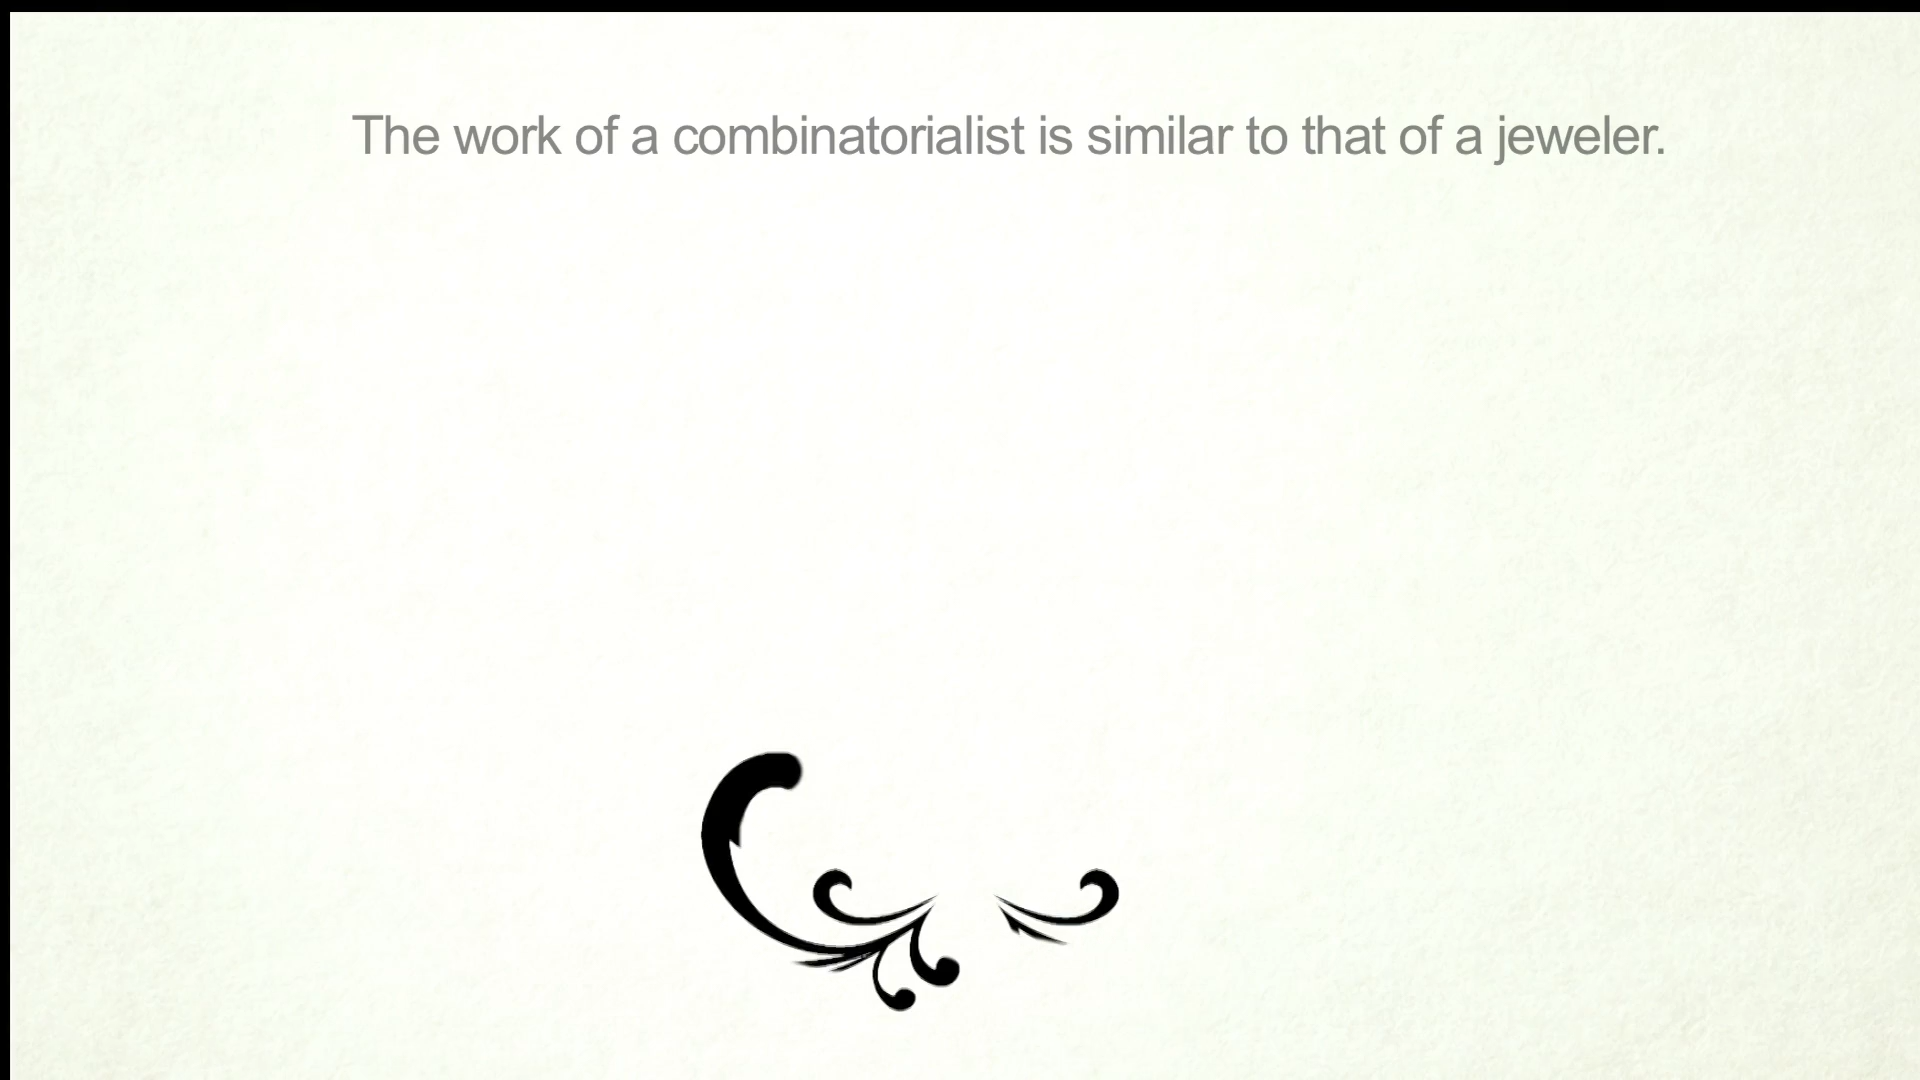 The work of a combinatorialist is similar to that of a jeweler.